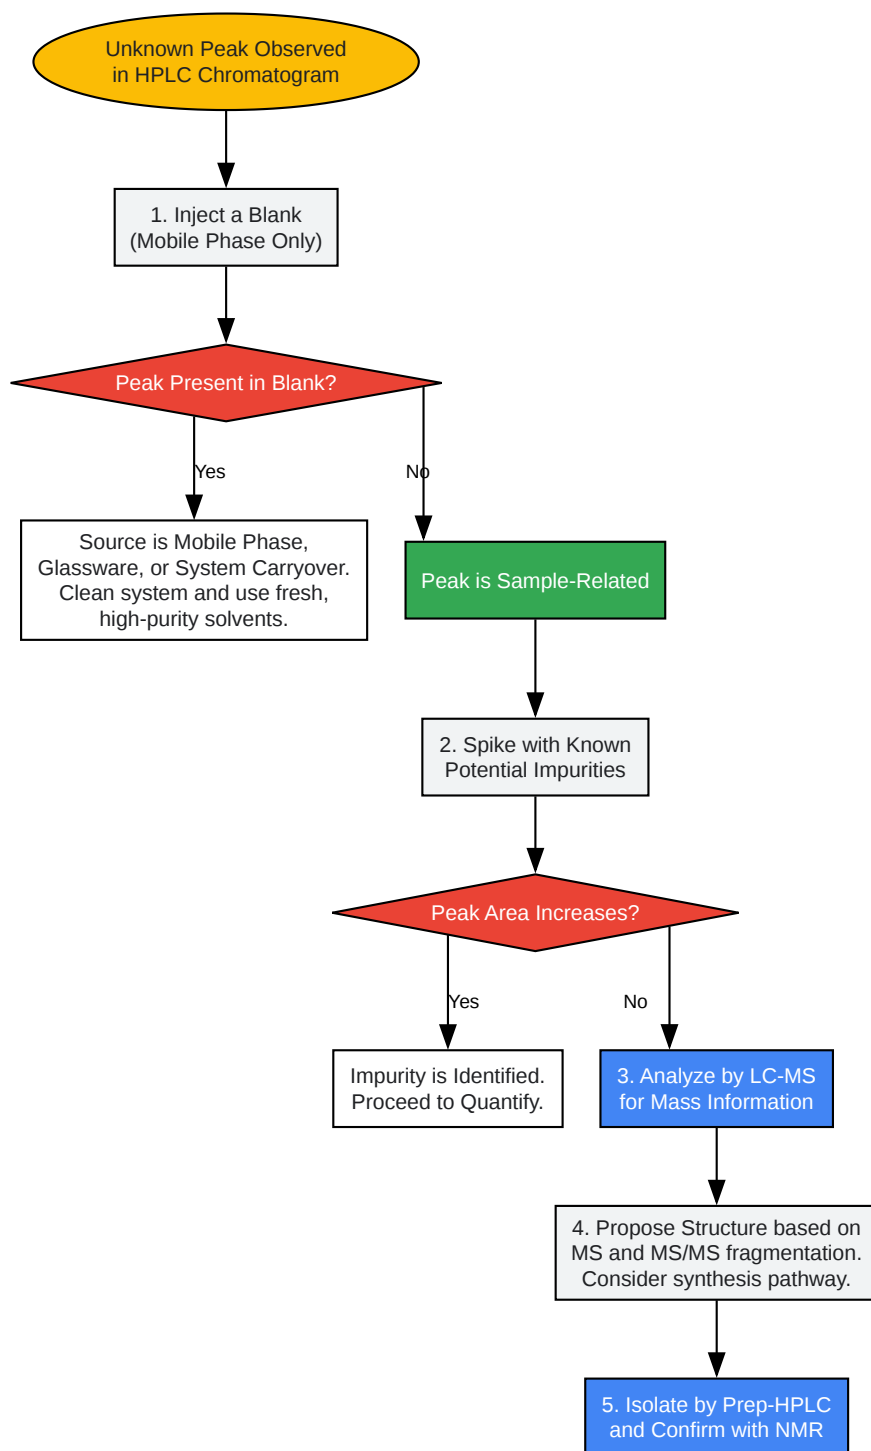 Unknown Peak Observed
in HPLC Chromatogram
1. Inject a Blank
(Mobile Phase Only)
Peak Present in Blank?
Yes
No
Source is Mobile Phase,
Glassware, or System Carryover.
Clean system and use fresh,
high-purity solvents.
Peak is Sample-Related
2. Spike with Known
Potential Impurities
Peak Area Increases?
Yes
No
Impurity is Identified.
Proceed to Quantify.
3. Analyze by LC-MS
for Mass Information
4. Propose Structure based on
MS and MS/MS fragmentation.
Consider synthesis pathway.
5. Isolate by Prep-HPLC
and Confirm with NMR